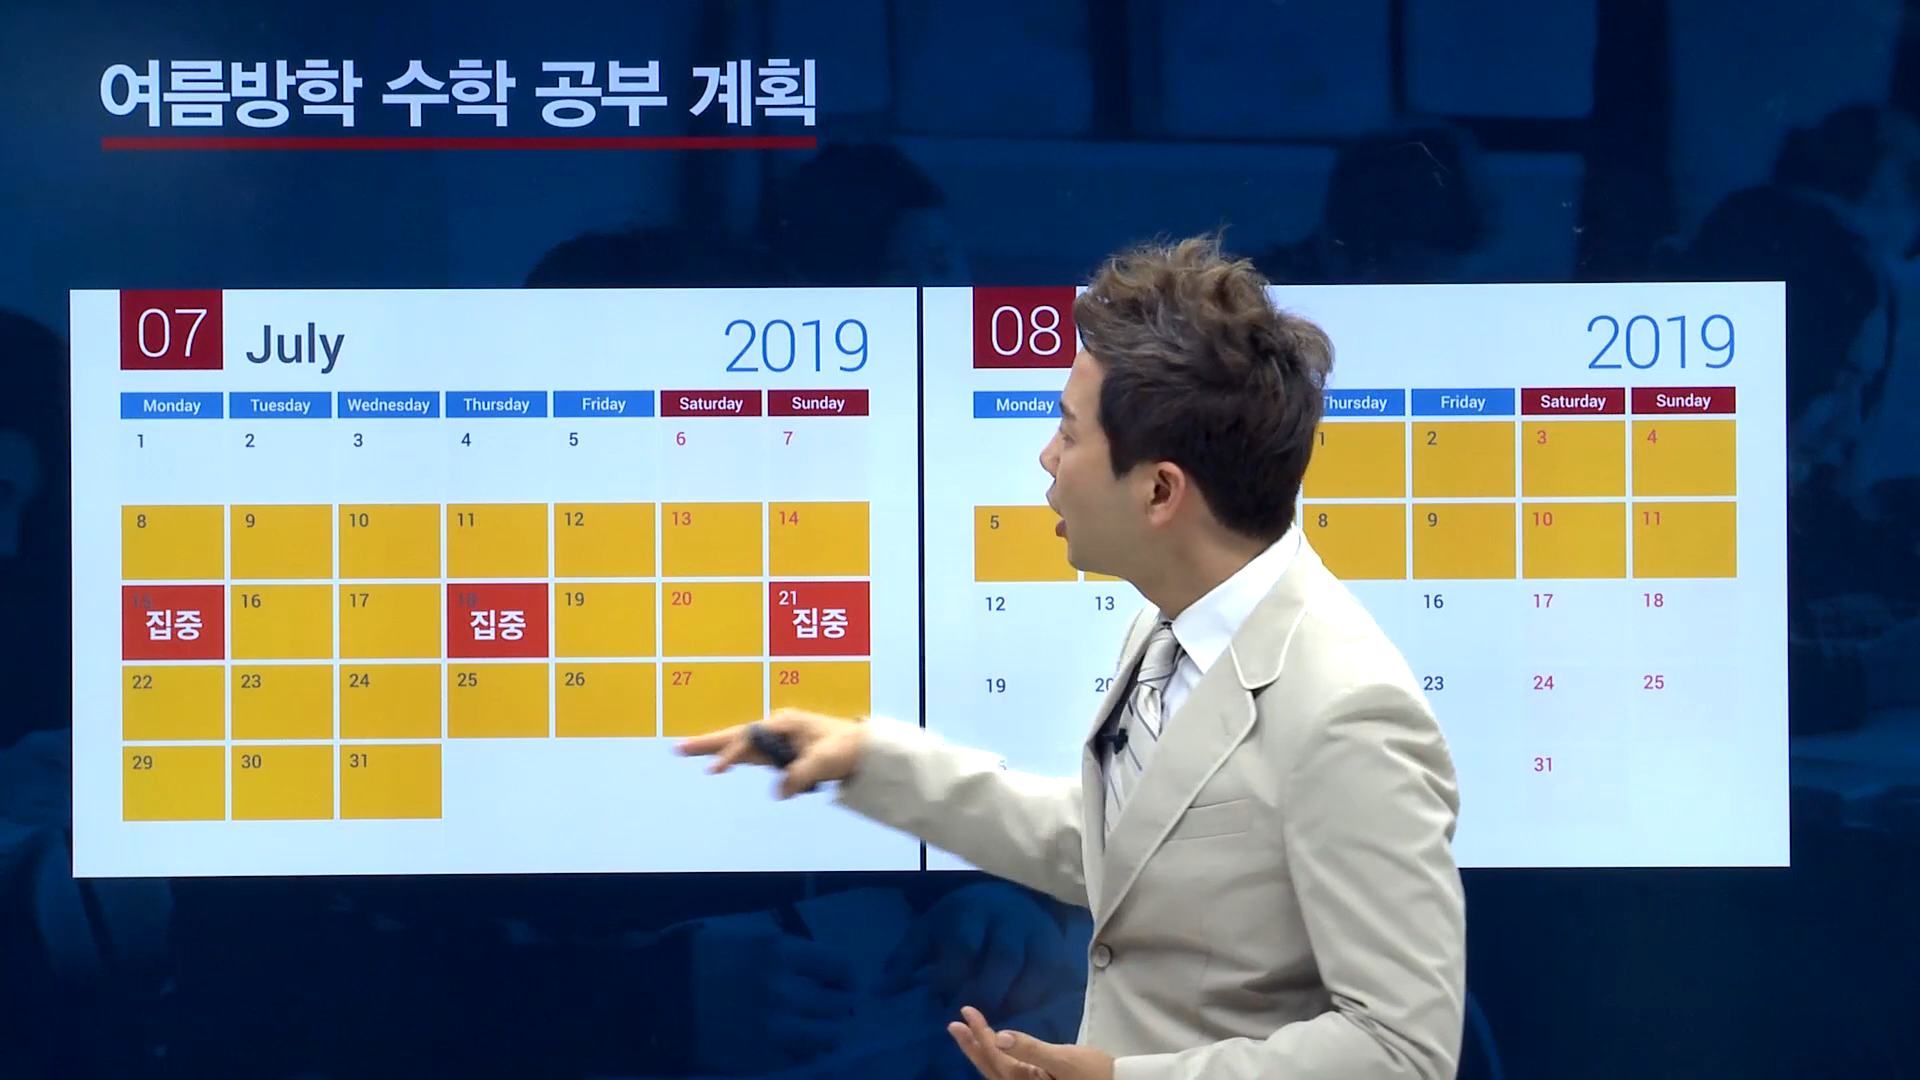 여름방학 수학 공부 계획
07 July 2019
Monday Tuesday Wednesday Thursday Friday Saturday Sunday
1 2 3 4 5 6 7
8 9 10 11 12 13 14
15 집중 16 17 18 집중 19 20 21 집중
22 23 24 25 26 27 28
29 30 31
08 2019
Monday Thursday Friday Saturday Sunday
1 2 3 4
5 8 9 10 11
12 13 16 17 18
19 20 23 24 25
31